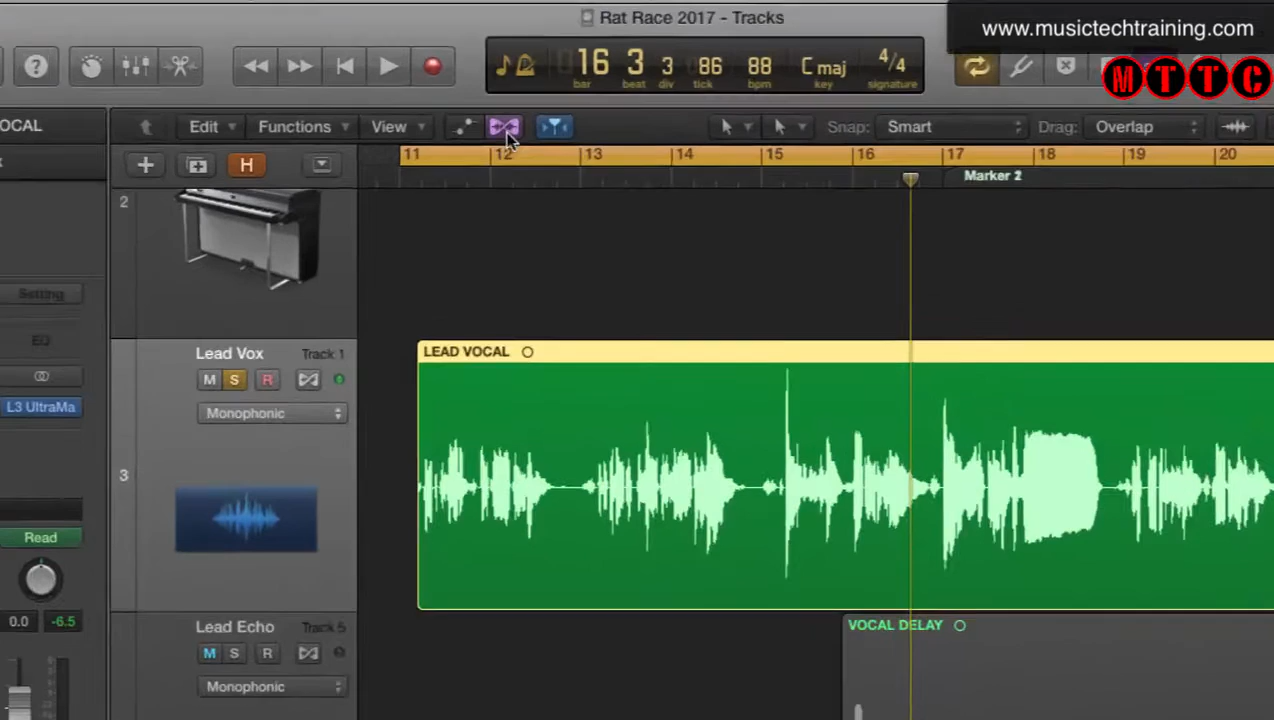 Rat Race 2017 - Tracks
www.musictechtraining.com
MTTC
?
16 3 3 86 88 C maj 4/4
bar beat div tick bpm key signature
OCAL
Edit Functions View Snap: Smart Drag: Overlap
H
11 12 13 14 15 16 17 18 19 20
Marker 2
2
Setting
EQ
L3 UltraMa
Read
0.0 -6.5
3
Lead Vox Track 1
M S R
Monophonic
LEAD VOCAL
Lead Echo Track 5
M S R
Monophonic
VOCAL DELAY